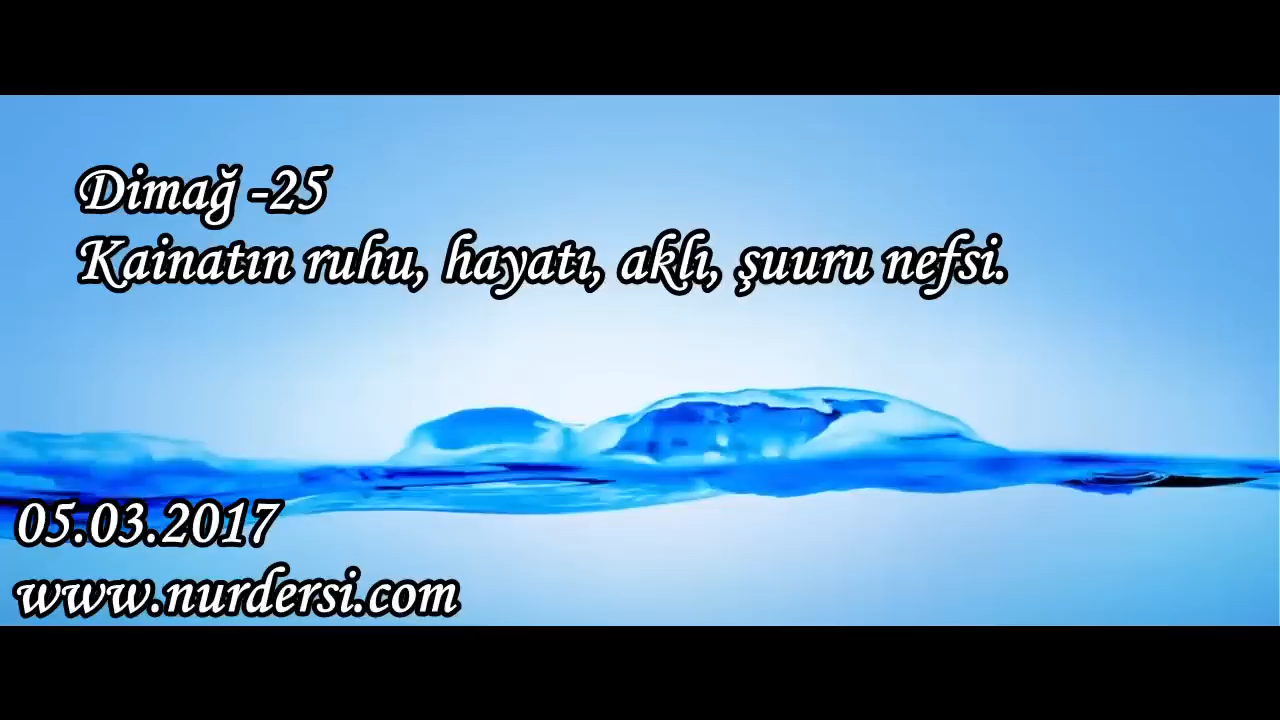 Dimağ -25
Kainatın ruhu, hayatı, aklı, şuuru nefsi.
05.03.2017
www.nurdersi.com